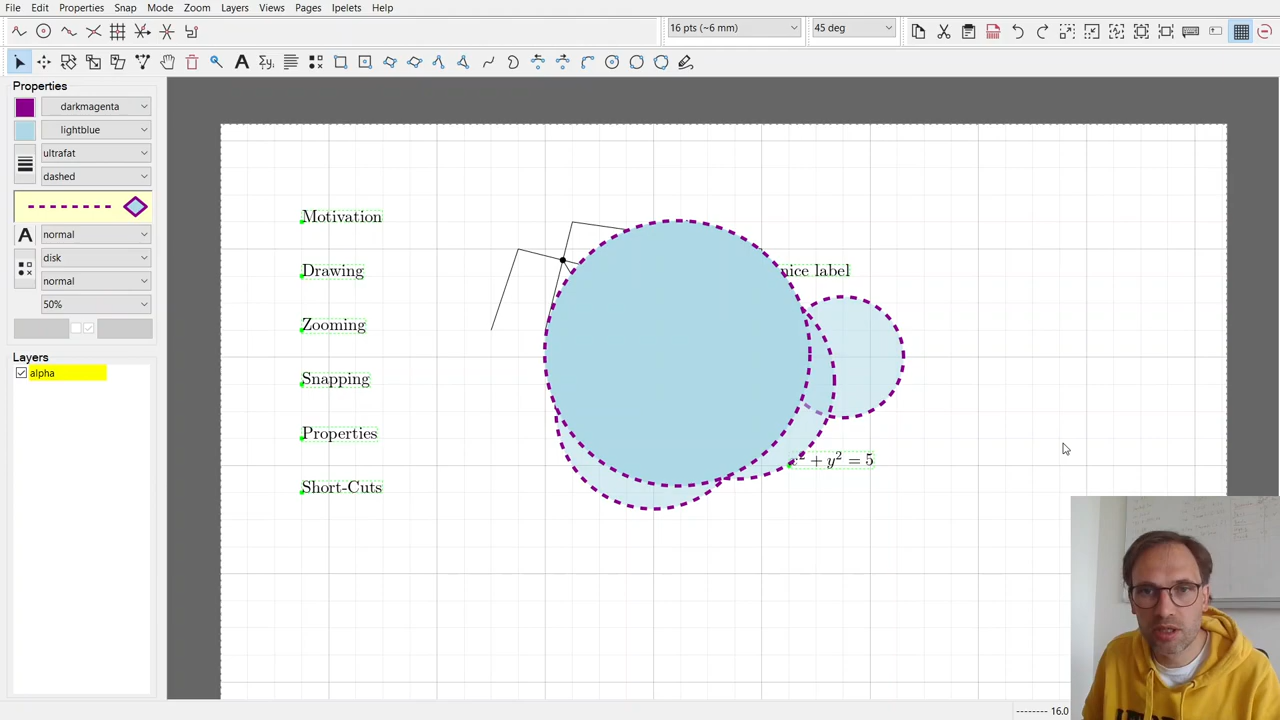 File Edit Properties Snap Mode Zoom Layers Views Pages Ipelets Help
16 pts (~6 mm) 45 deg
Properties
darkmagenta
lightblue
ultrafat
dashed
A normal
disk
normal
50%
Layers
alpha
Motivation
Drawing
Zooming
Snapping
Properties
Short-Cuts
nice label
x² + y² = 5
16.0